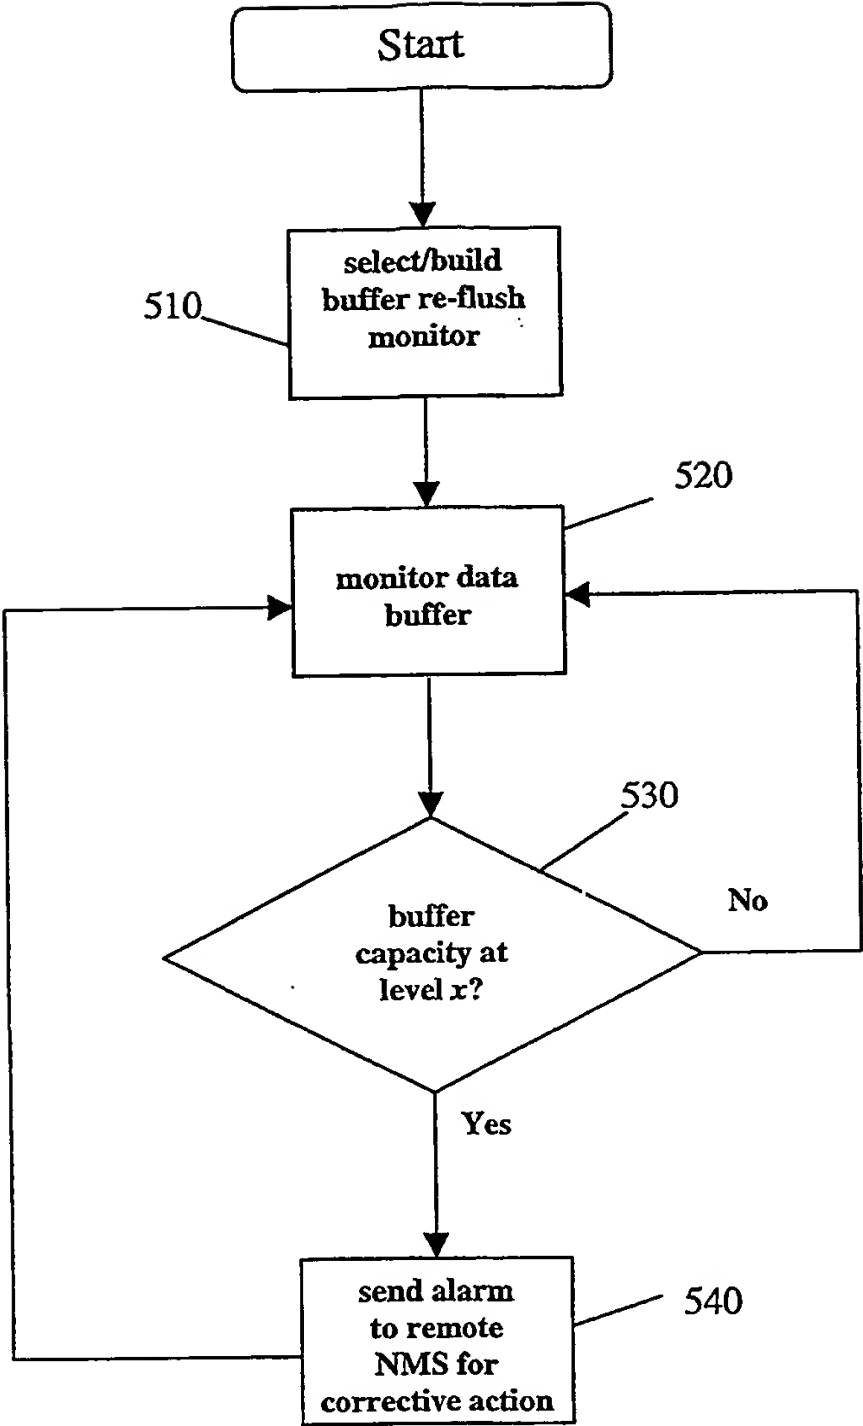 Start
select/build
buffer re-flush
monitor
510
520
monitor data
buffer
530
buffer
capacity at
level x?
No
Yes
send alarm
to remote
NMS for
corrective action
540